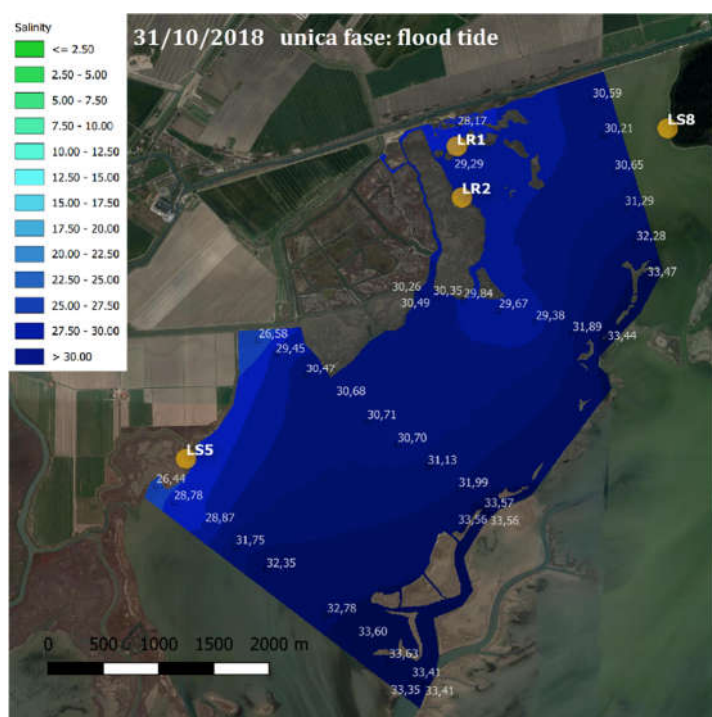 Salinity
<= 2.50
2.50 - 5.00
5.00 - 7.50
7.50 - 10.00
10.00 - 12.50
12.50 - 15.00
15.00 - 17.50
17.50 - 20.00
20.00 - 22.50
22.50 - 25.00
25.00 - 27.50
27.50 - 30.00
> 30.00
31/10/2018 unica fase: flood tide
30,59
28,17
30,21
LS8
LR1
29,29
30,65
LR2
31,29
32,28
33,47
30,26
30,35
29,84
30,49
29,67
29,38
31,89
33,44
26,58
29,45
30,47
30,68
30,71
30,70
31,13
LS5
26,44
31,99
28,78
33,57
28,87
33,56
33,56
31,75
32,35
32,78
33,60
33,63
33,41
33,35
33,41
0 500 1000 1500 2000 m